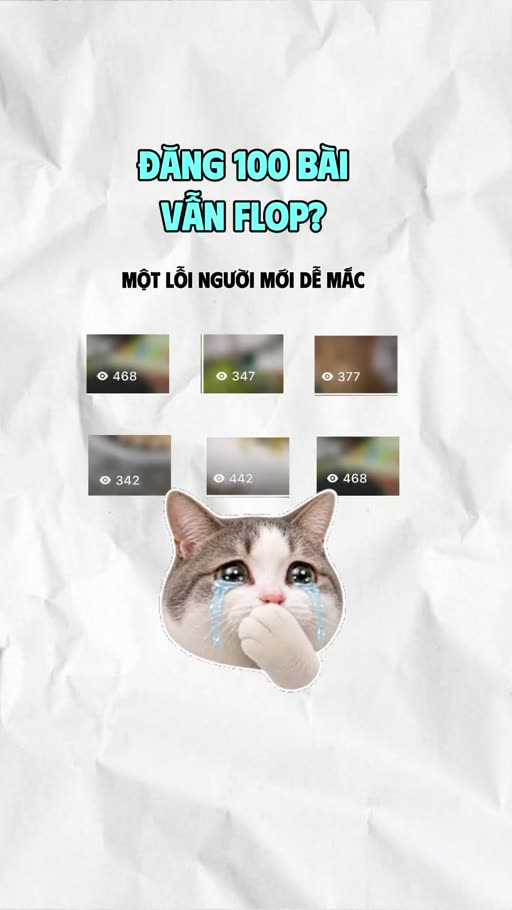 ĐĂNG 100 BÀI
VẪN FLOP?
MỘT LỖI NGƯỜI MỚI DỄ MẮC
468
347
377
342
442
468